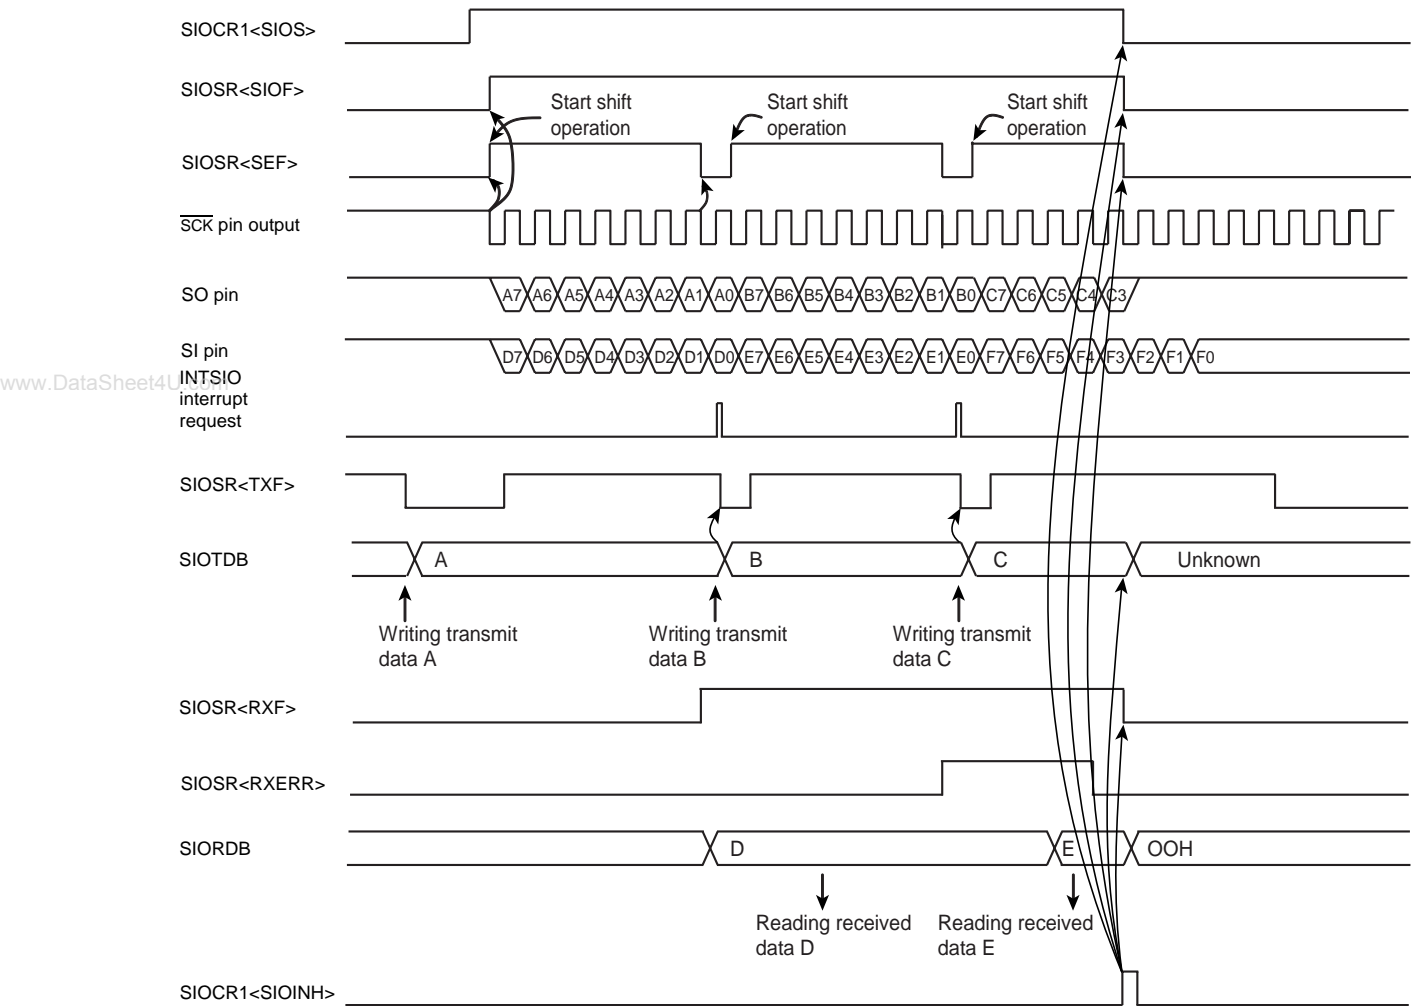 SIOCR1<SIOS>
SIOSR<SIOF>
Start shift
operation
Start shift
operation
Start shift
operation
SIOSR<SEF>
SCK pin output
SO pin
A7 A6 A5 A4 A3 A2 A1 A0 B7 B6 B5 B4 B3 B2 B1 B0 C7 C6 C5 C4 C3
SI pin
D7 D6 D5 D4 D3 D2 D1 D0 E7 E6 E5 E4 E3 E2 E1 E0 F7 F6 F5 F4 F3 F2 F1 F0
www.DataSheet4U.com
INTSIO
interrupt
request
SIOSR<TXF>
SIOTDB
A
B
C
Unknown
Writing transmit
data A
Writing transmit
data B
Writing transmit
data C
SIOSR<RXF>
SIOSR<RXERR>
SIORDB
D
E
OOH
Reading received
data D
Reading received
data E
SIOCR1<SIOINH>